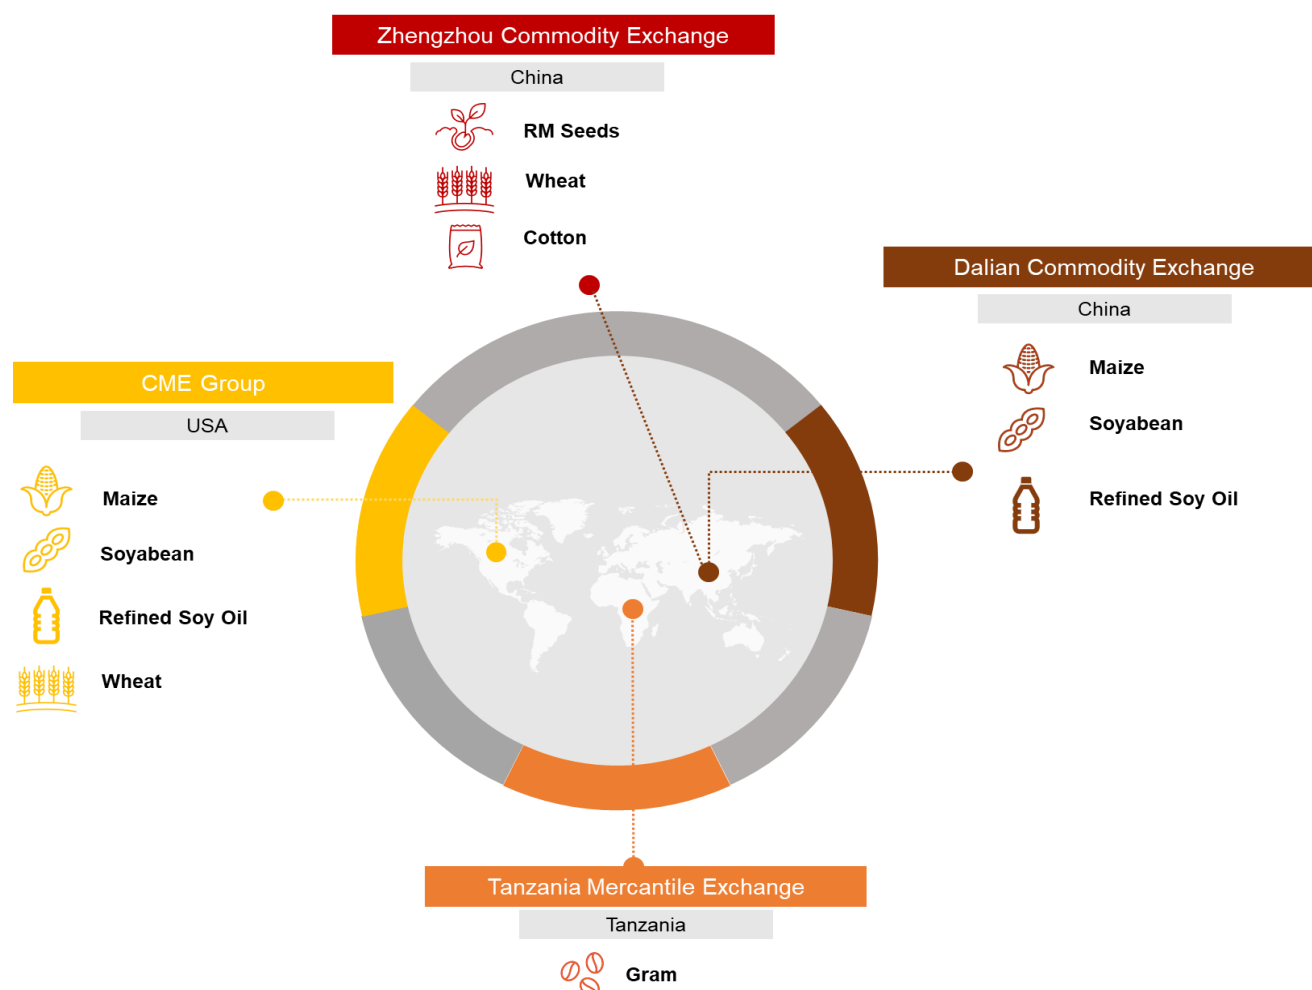 Zhengzhou Commodity Exchange
China
RM Seeds
Wheat
Cotton
Dalian Commodity Exchange
China
Maize
Soyabean
Refined Soy Oil
CME Group
USA
Maize
Soyabean
Refined Soy Oil
Wheat
Tanzania Mercantile Exchange
Tanzania
Gram